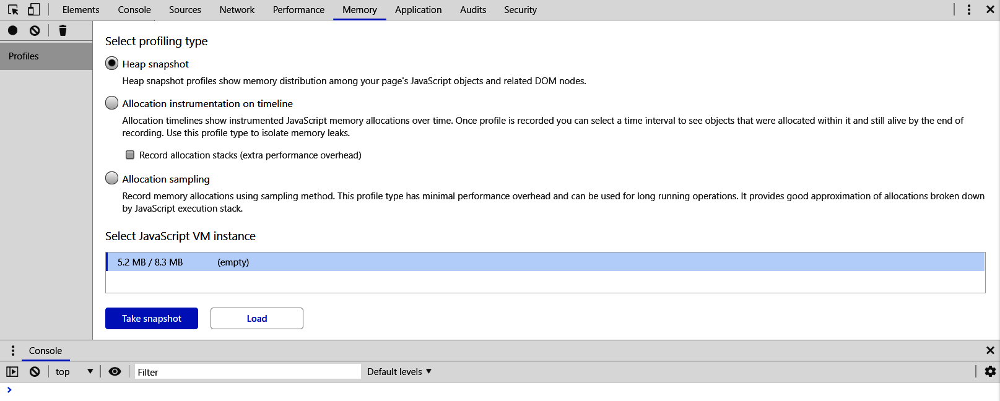 Elements Console Sources Network Performance Memory Application Audits Security
Profiles
Select profiling type
Heap snapshot
Heap snapshot profiles show memory distribution among your page's JavaScript objects and related DOM nodes.
Allocation instrumentation on timeline
Allocation timelines show instrumented JavaScript memory allocations over time. Once profile is recorded you can select a time interval to see objects that were allocated within it and still alive by the end of
recording. Use this profile type to isolate memory leaks.
Record allocation stacks (extra performance overhead)
Allocation sampling
Record memory allocations using sampling method. This profile type has minimal performance overhead and can be used for long running operations. It provides good approximation of allocations broken down
by JavaScript execution stack.
Select JavaScript VM instance
5.2 MB / 8.3 MB (empty)
Take snapshot Load
Console
top Filter Default levels